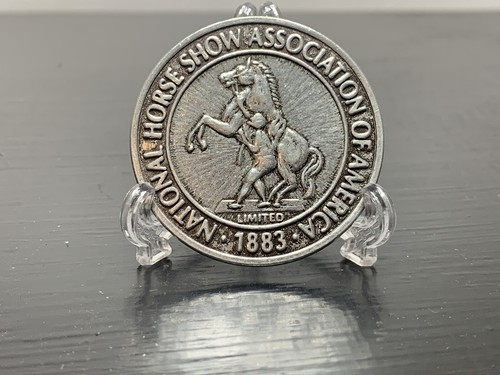 NATIONAL HORSE SHOW ASSOCIATION OF AMERICA
LIMITED
· 1883 ·